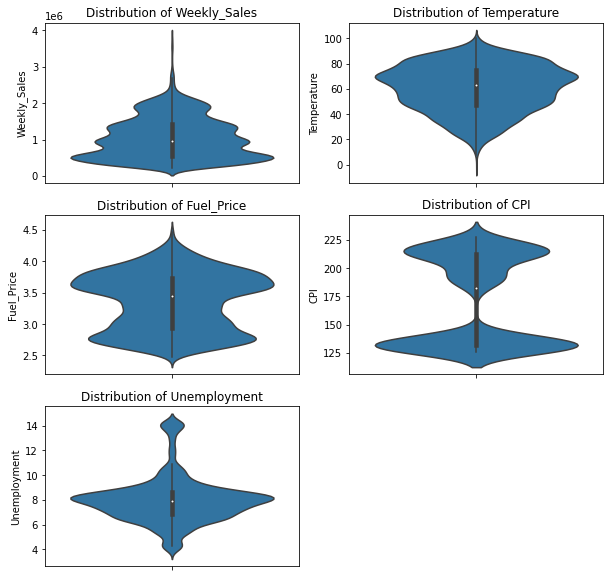 Distribution of Weekly_Sales
1e6
4
3
2
1
0
Weekly_Sales
Distribution of Temperature
100
80
60
40
20
0
Temperature
Distribution of Fuel_Price
4.5
4.0
3.5
3.0
2.5
Fuel_Price
Distribution of CPI
225
200
175
150
125
CPI
Distribution of Unemployment
14
12
10
8
6
4
Unemployment